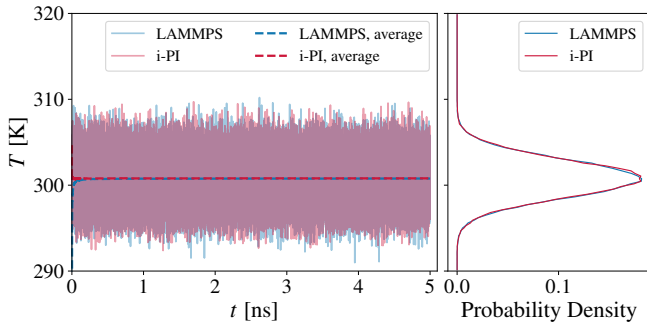 LAMMPS
i-PI
LAMMPS, average
i-PI, average
LAMMPS
i-PI
T [K]
320
310
300
290
0
1
2
3
4
5
t [ns]
0.0
0.1
Probability Density